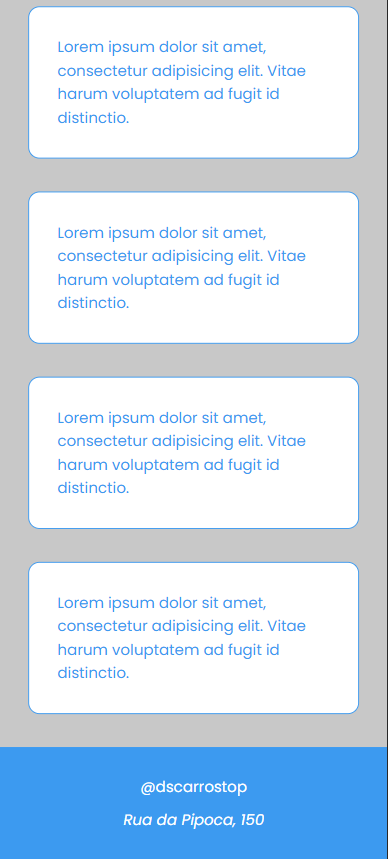 Lorem ipsum dolor sit amet,
consectetur adipisicing elit. Vitae
harum voluptatem ad fugit id
distinctio.
Lorem ipsum dolor sit amet,
consectetur adipisicing elit. Vitae
harum voluptatem ad fugit id
distinctio.
Lorem ipsum dolor sit amet,
consectetur adipisicing elit. Vitae
harum voluptatem ad fugit id
distinctio.
Lorem ipsum dolor sit amet,
consectetur adipisicing elit. Vitae
harum voluptatem ad fugit id
distinctio.
@dscarrostop
Rua da Pipoca, 150